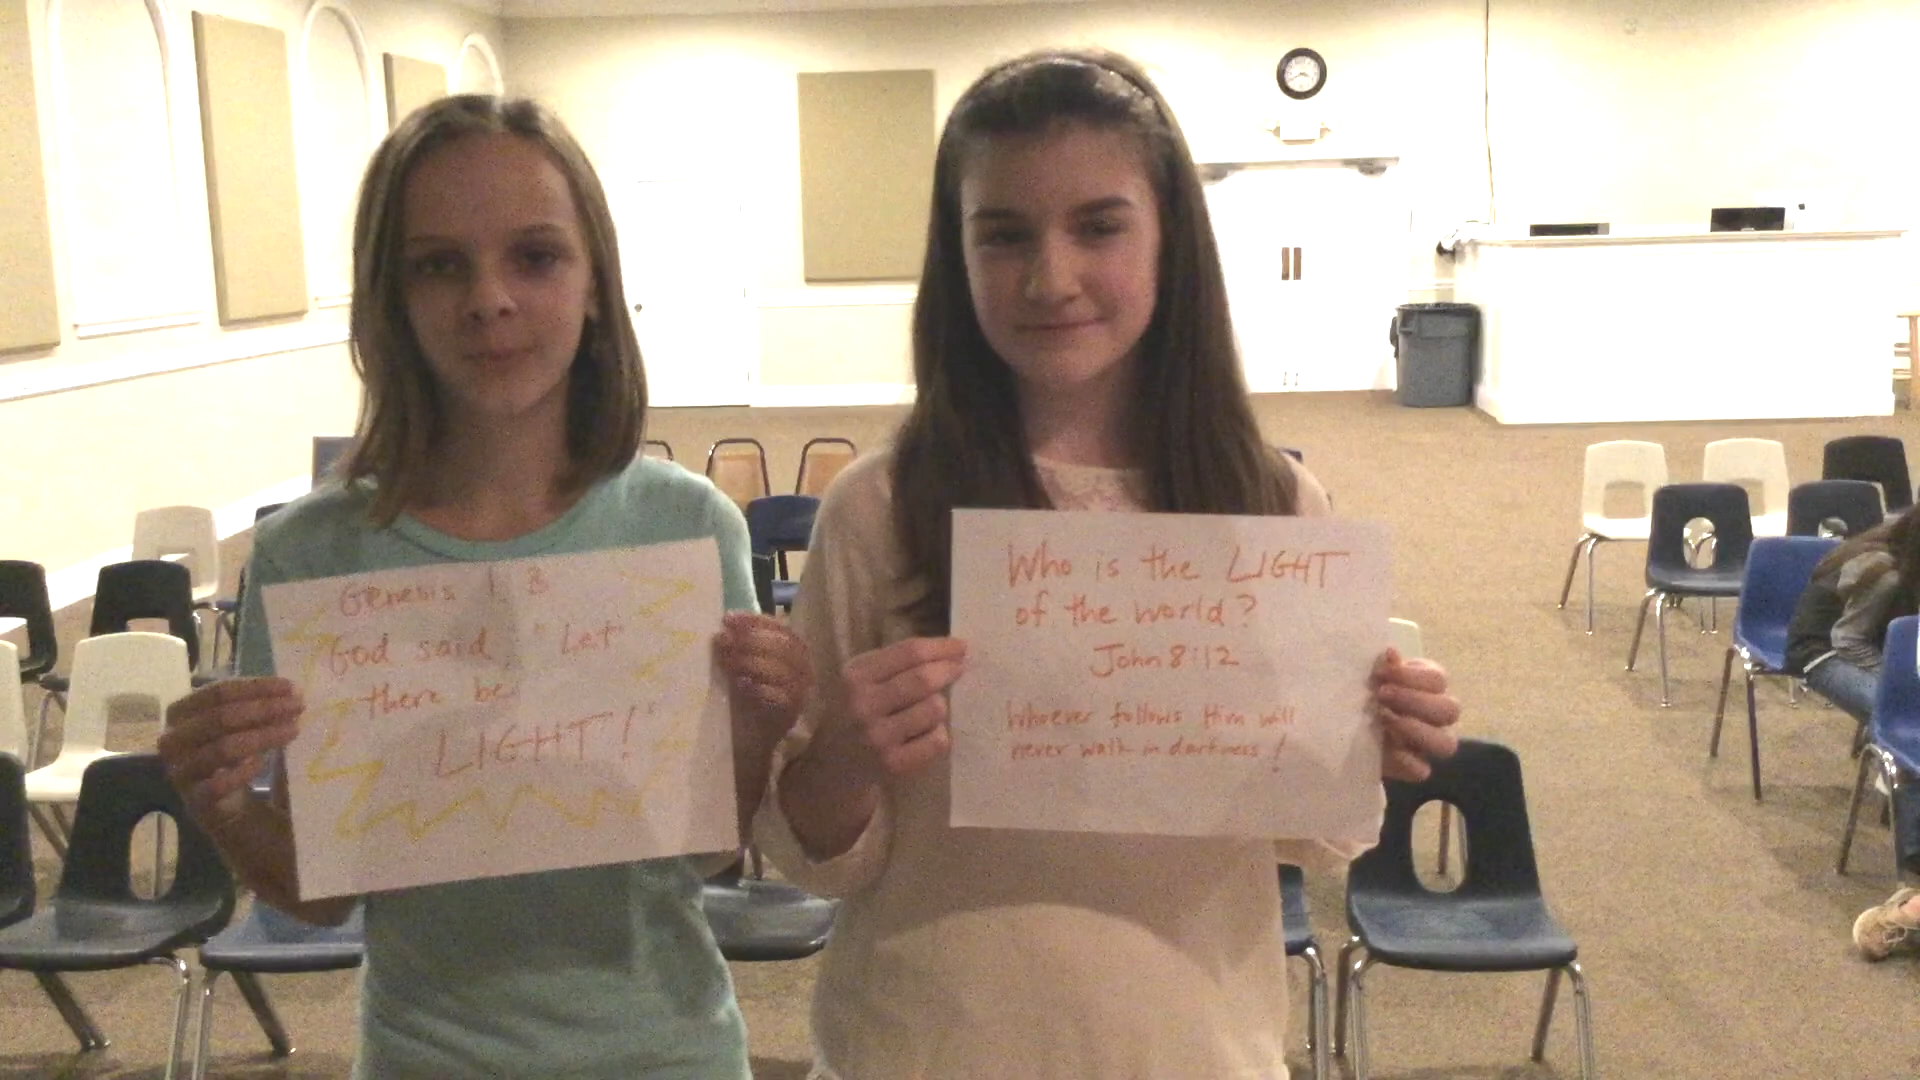 Genesis 1:3
God said, "Let
there be
LIGHT"!
Who is the LIGHT
of the world?
John 8:12
Whoever follows Him will
never walk in darkness!